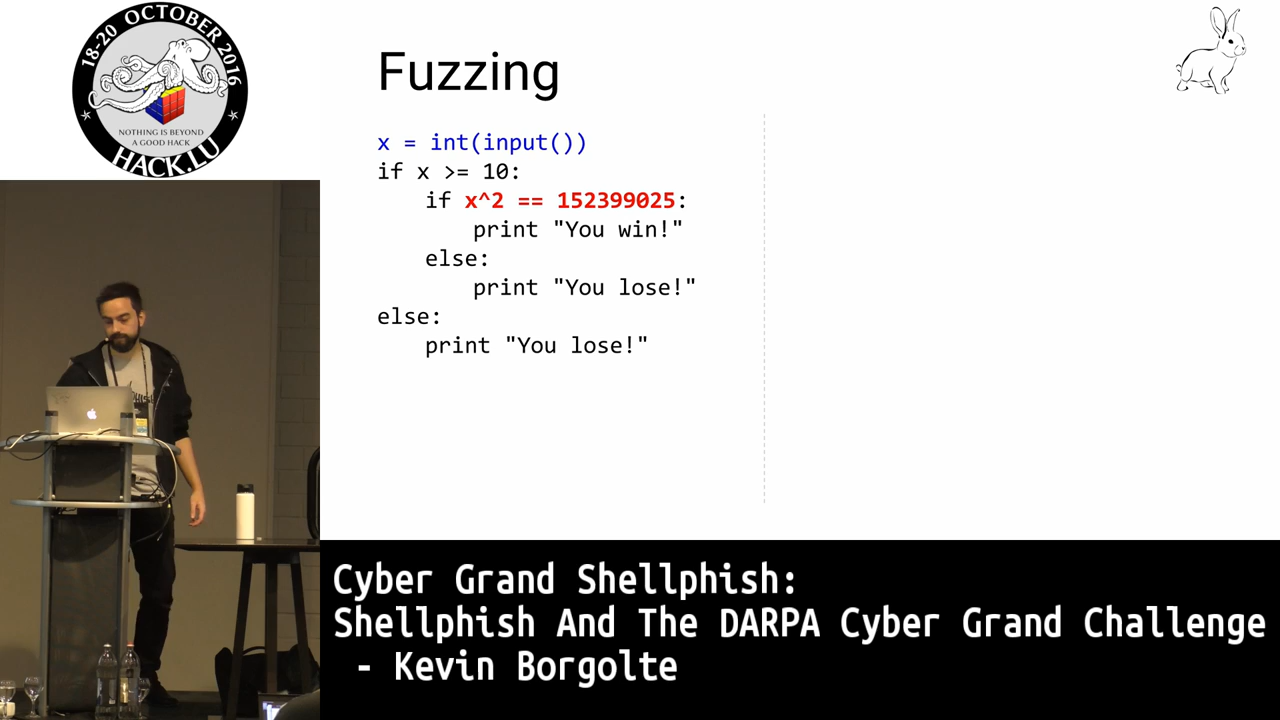 18-20 OCTOBER 2016
NOTHING IS BEYOND
A GOOD HACK
HACK.LU
Fuzzing
x = int(input())
if x >= 10:
if x^2 == 152399025:
print "You win!"
else:
print "You lose!"
else:
print "You lose!"
Cyber Grand Shellphish:
Shellphish And The DARPA Cyber Grand Challenge
- Kevin Borgolte